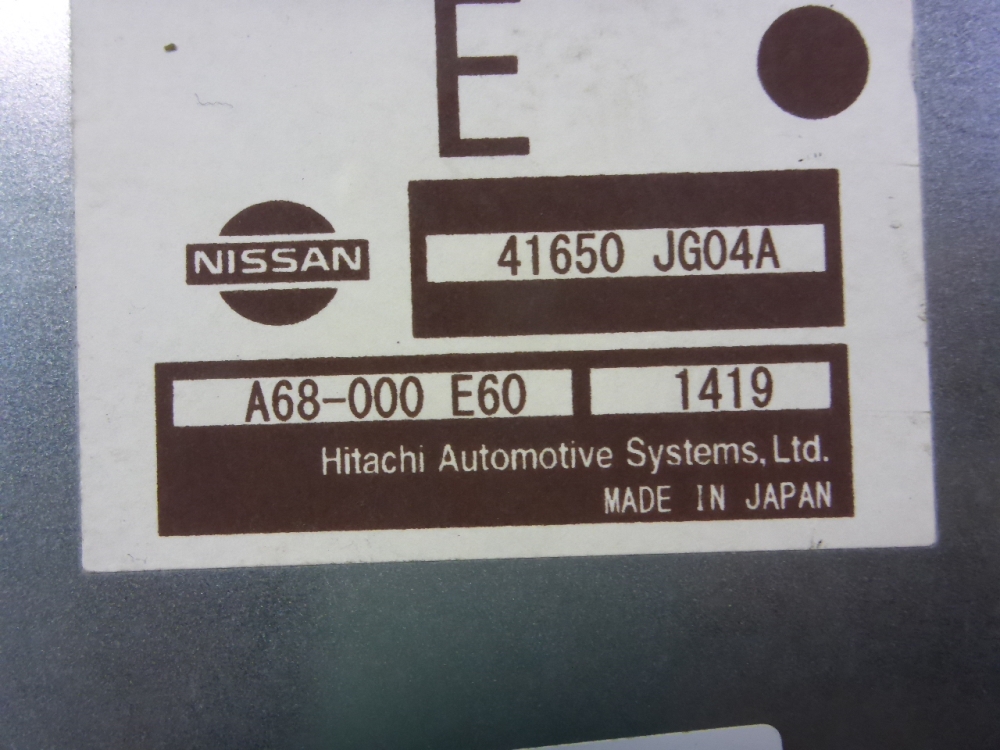 E
NISSAN
41650 JG04A
A68-000 E60
1419
Hitachi Automotive Systems, Ltd.
MADE IN JAPAN